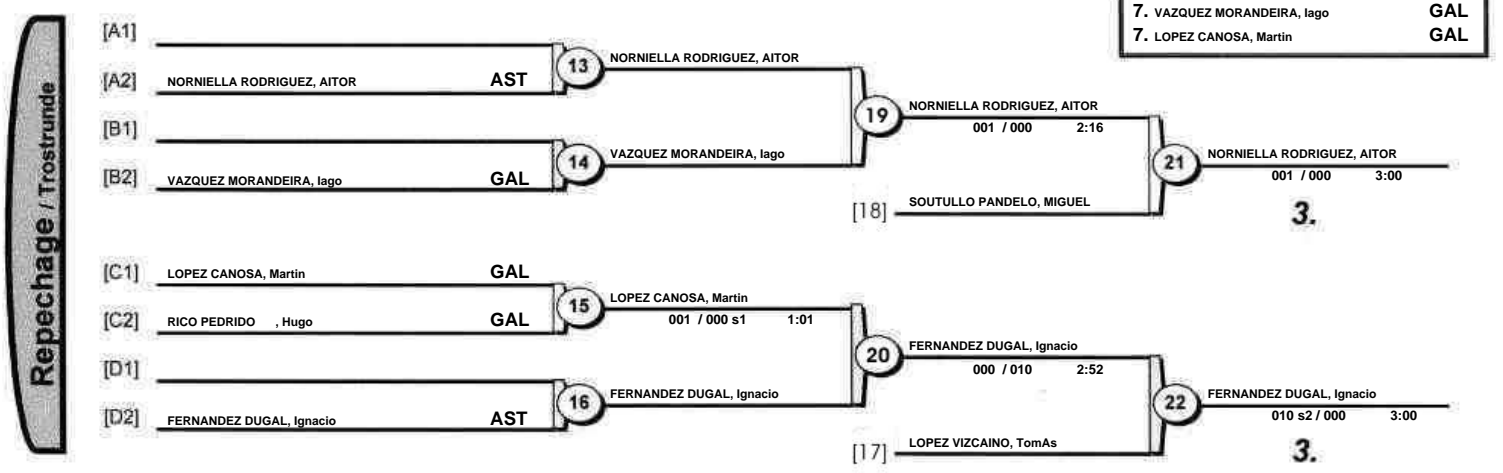 7. VAZQUEZ MORANDEIRA, Iago GAL
7. LOPEZ CANOSA, Martin GAL
Repechage / Trostrunde
[A1]
[A2] NORNIELLA RODRIGUEZ, AITOR AST
13 NORNIELLA RODRIGUEZ, AITOR
[B1]
[B2] VAZQUEZ MORANDEIRA, Iago GAL
14 VAZQUEZ MORANDEIRA, Iago
19 NORNIELLA RODRIGUEZ, AITOR
001 / 000 2:16
[18] SOUTULLO PANDELO, MIGUEL
21 NORNIELLA RODRIGUEZ, AITOR
001 / 000 3:00
3.
[C1] LOPEZ CANOSA, Martin GAL
[C2] RICO PEDRIDO , Hugo GAL
15 LOPEZ CANOSA, Martin
001 / 000 s1 1:01
[D1]
[D2] FERNANDEZ DUGAL, Ignacio AST
16 FERNANDEZ DUGAL, Ignacio
20 FERNANDEZ DUGAL, Ignacio
000 / 010 2:52
[17] LOPEZ VIZCAINO, TomAs
22 FERNANDEZ DUGAL, Ignacio
010 s2 / 000 3:00
3.